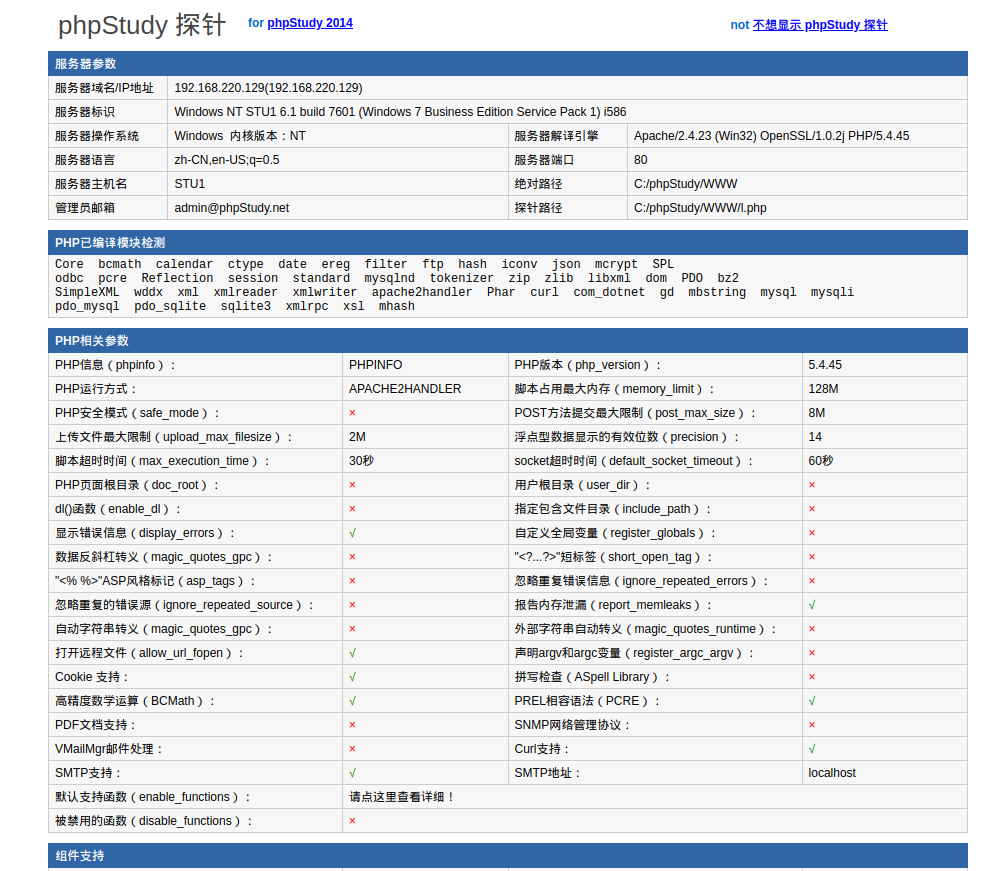 phpStudy 探针 for phpStudy 2014 not 不想显示 phpStudy 探针
服务器参数
服务器域名/IP地址 192.168.220.129(192.168.220.129)
服务器标识 Windows NT STU1 6.1 build 7601 (Windows 7 Business Edition Service Pack 1) i586
服务器操作系统 Windows 内核版本：NT 服务器解译引擎 Apache/2.4.23 (Win32) OpenSSL/1.0.2j PHP/5.4.45
服务器语言 zh-CN,en-US;q=0.5 服务器端口 80
服务器主机名 STU1 绝对路径 C:/phpStudy/WWW
管理员邮箱 admin@phpStudy.net 探针路径 C:/phpStudy/WWW/l.php
PHP已编译模块检测
Core bcmath calendar ctype date ereg filter ftp hash iconv json mcrypt SPL
odbc pcre Reflection session standard mysqlnd tokenizer zip zlib libxml dom PDO bz2
SimpleXML wddx xml xmlreader xmlwriter apache2handler Phar curl com_dotnet gd mbstring mysql mysqli
pdo_mysql pdo_sqlite sqlite3 xmlrpc xsl mhash
PHP相关参数
PHP信息（phpinfo）： PHPINFO PHP版本（php_version）： 5.4.45
PHP运行方式： APACHE2HANDLER 脚本占用最大内存（memory_limit）： 128M
PHP安全模式（safe_mode）： × POST方法提交最大限制（post_max_size）： 8M
上传文件最大限制（upload_max_filesize）： 2M 浮点型数据显示的有效位数（precision）： 14
脚本超时时间（max_execution_time）： 30秒 socket超时时间（default_socket_timeout）： 60秒
PHP页面根目录（doc_root）： × 用户根目录（user_dir）： ×
dl()函数（enable_dl）： × 指定包含文件目录（include_path）： ×
显示错误信息（display_errors）： √ 自定义全局变量（register_globals）： ×
数据反斜杠转义（magic_quotes_gpc）： × "<?...?>"短标签（short_open_tag）： ×
"<% %>"ASP风格标记（asp_tags）： × 忽略重复错误信息（ignore_repeated_errors）： ×
忽略重复的错误源（ignore_repeated_source）： × 报告内存泄漏（report_memleaks）： √
自动字符串转义（magic_quotes_gpc）： × 外部字符串自动转义（magic_quotes_runtime）： ×
打开远程文件（allow_url_fopen）： √ 声明argv和argc变量（register_argc_argv）： ×
Cookie 支持： √ 拼写检查（ASpell Library）： ×
高精度数学运算（BCMath）： √ PREL相容语法（PCRE）： √
PDF文档支持： × SNMP网络管理协议： ×
VMailMgr邮件处理： × Curl支持： √
SMTP支持： √ SMTP地址： localhost
默认支持函数（enable_functions）： 请点这里查看详细！
被禁用的函数（disable_functions）： ×
组件支持